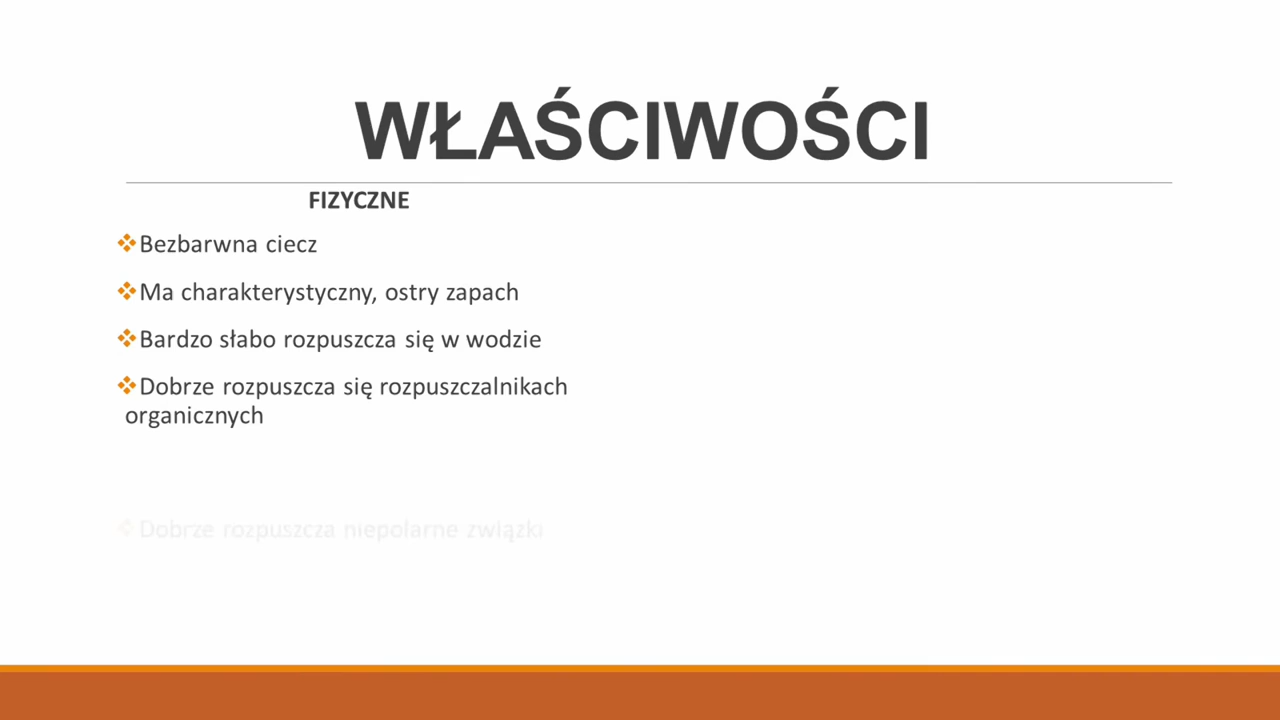 WŁAŚCIWOŚCI
FIZYCZNE
Bezbarwna ciecz
Ma charakterystyczny, ostry zapach
Bardzo słabo rozpuszcza się w wodzie
Dobrze rozpuszcza się rozpuszczalnikach
organicznych
Dobrze rozpuszcza niepolarne związki